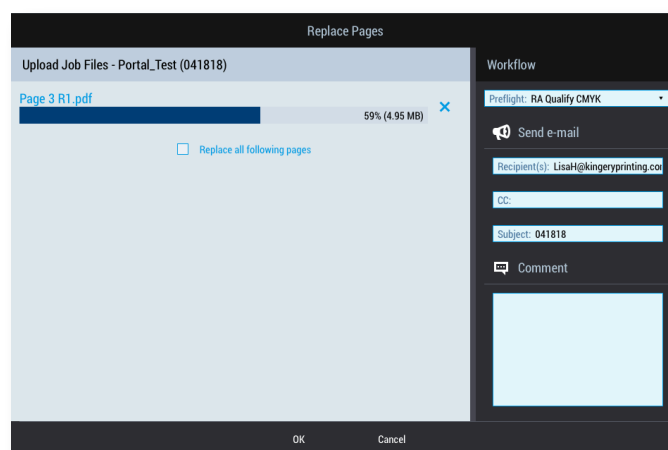 Replace Pages
Upload Job Files - Portal_Test (041818)
Page 3 R1.pdf
59% (4.95 MB)
Replace all following pages
Workflow
Preflight: RA Qualify CMYK
Send e-mail
Recipient(s): LisaH@kingeryprinting.co
CC:
Subject: 041818
Comment
OK Cancel